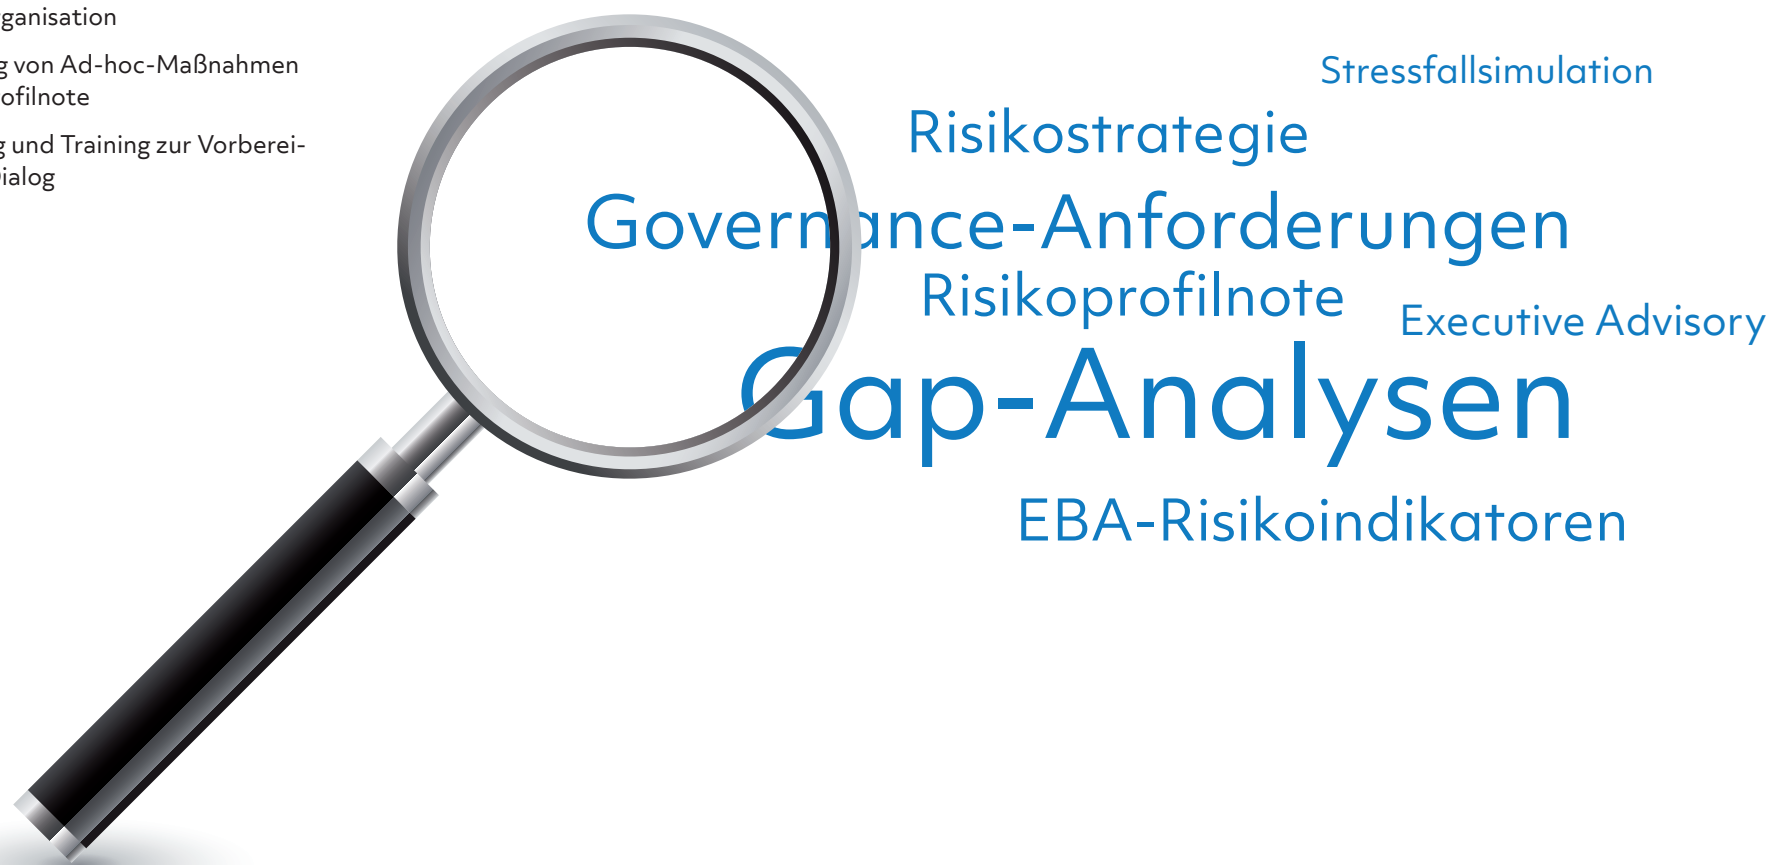 ganisation
g von Ad-hoc-Maßnahmen
ofilnote
g und Training zur Vorberei-
Dialog
Stressfallsimulation
Risikostrategie
Governance-Anforderungen
Risikoprofilnote
Executive Advisory
Gap-Analysen
EBA-Risikoindikatoren